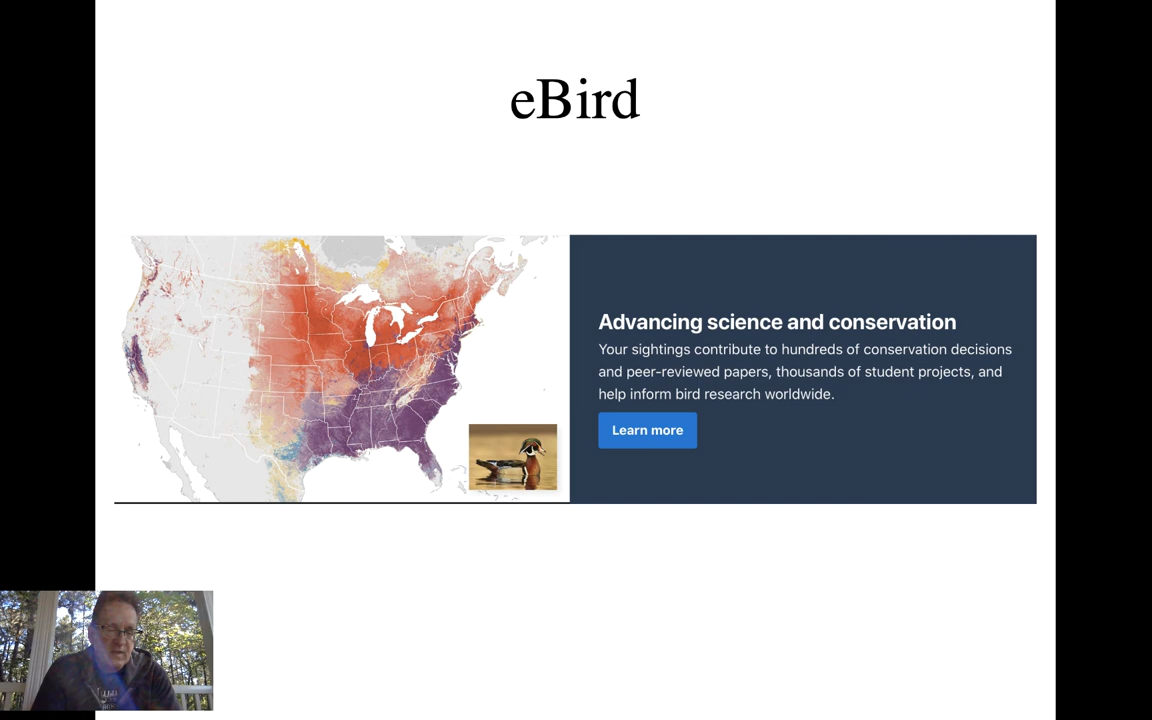 eBird
Advancing science and conservation
Your sightings contribute to hundreds of conservation decisions
and peer-reviewed papers, thousands of student projects, and
help inform bird research worldwide.
Learn more